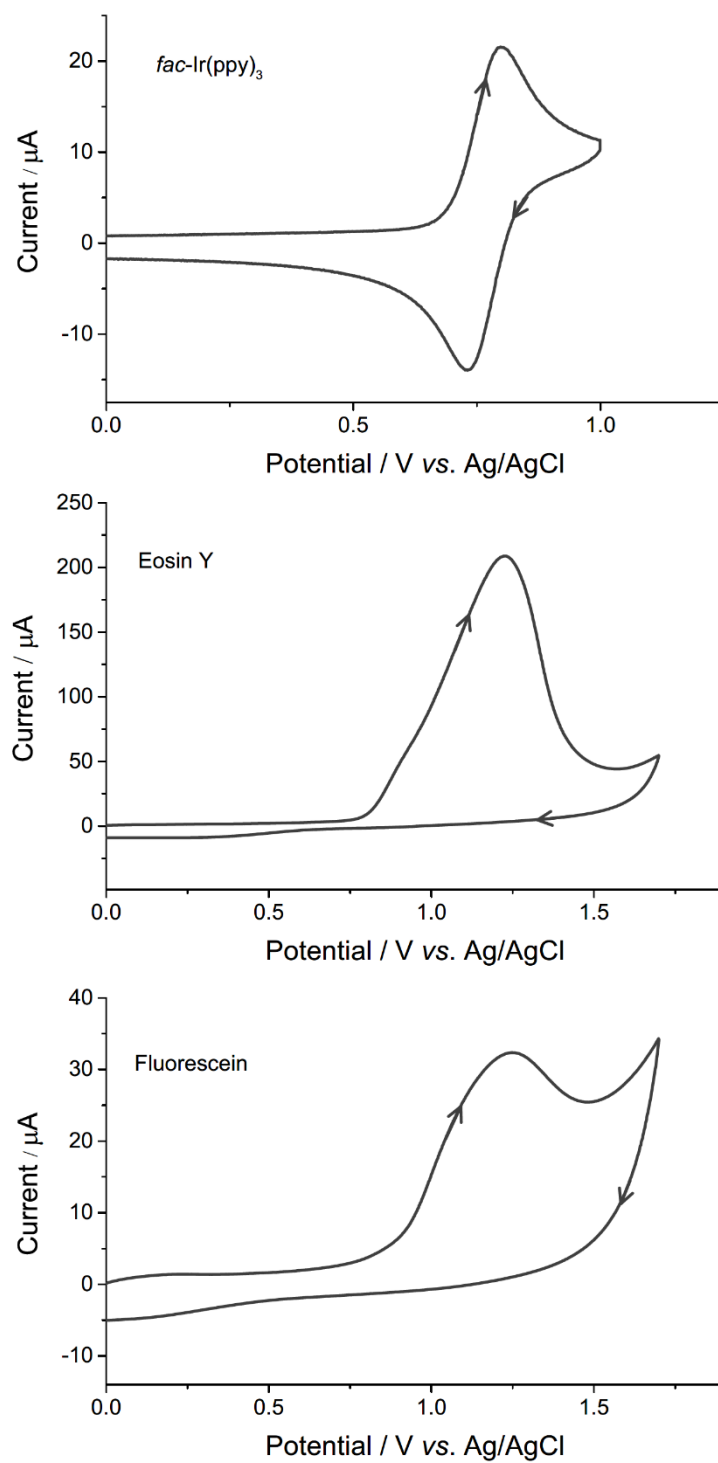 fac-Ir(ppy)₃
20
10
0
-10
Current / μA
0.0 0.5 1.0
Potential / V vs. Ag/AgCl
250
Eosin Y
200
150
100
50
0
Current / μA
0.0 0.5 1.0 1.5
Potential / V vs. Ag/AgCl
40
Fluorescein
30
20
10
0
-10
Current / μA
0.0 0.5 1.0 1.5
Potential / V vs. Ag/AgCl